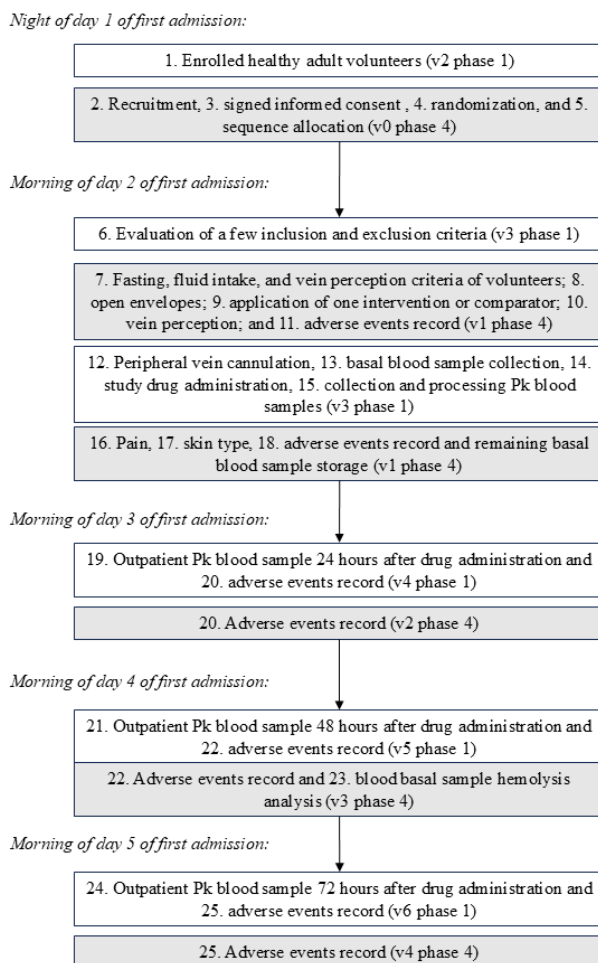 Night of day 1 of first admission:
1. Enrolled healthy adult volunteers (v2 phase 1)
2. Recruitment, 3. signed informed consent , 4. randomization, and 5.
sequence allocation (v0 phase 4)
Morning of day 2 of first admission:
6. Evaluation of a few inclusion and exclusion criteria (v3 phase 1)
7. Fasting, fluid intake, and vein perception criteria of volunteers; 8.
open envelopes; 9. application of one intervention or comparator; 10.
vein perception; and 11. adverse events record (v1 phase 4)
12. Peripheral vein cannulation, 13. basal blood sample collection, 14.
study drug administration, 15. collection and processing Pk blood
samples (v3 phase 1)
16. Pain, 17. skin type, 18. adverse events record and remaining basal
blood sample storage (v1 phase 4)
Morning of day 3 of first admission:
19. Outpatient Pk blood sample 24 hours after drug administration and
20. adverse events record (v4 phase 1)
20. Adverse events record (v2 phase 4)
Morning of day 4 of first admission:
21. Outpatient Pk blood sample 48 hours after drug administration and
22. adverse events record (v5 phase 1)
22. Adverse events record and 23. blood basal sample hemolysis
analysis (v3 phase 4)
Morning of day 5 of first admission:
24. Outpatient Pk blood sample 72 hours after drug administration and
25. adverse events record (v6 phase 1)
25. Adverse events record (v4 phase 4)